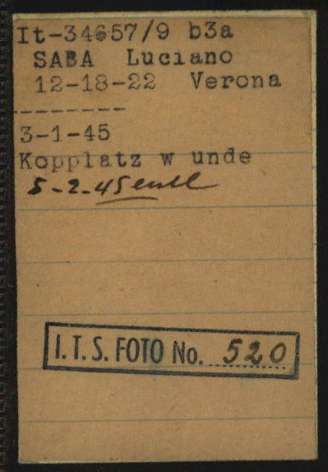 It-34657/9 b3a
SABA Luciano
12-18-22 Verona
--------
3-1-45
Kopplatz w unde
5-2-45 entl
I.T.S. FOTO No. 520